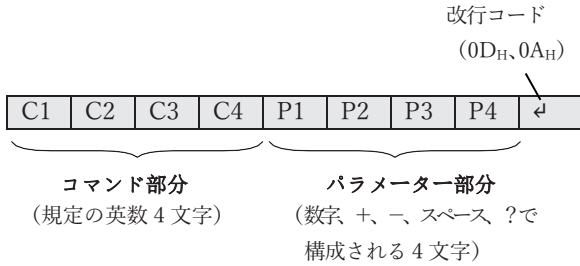 改行コード
（0DH、0AH）
C1 C2 C3 C4 P1 P2 P3 P4 ↲
コマンド部分 パラメーター部分
（規定の英数 4 文字） （数字、+、−、スペース、?で
構成される 4 文字）